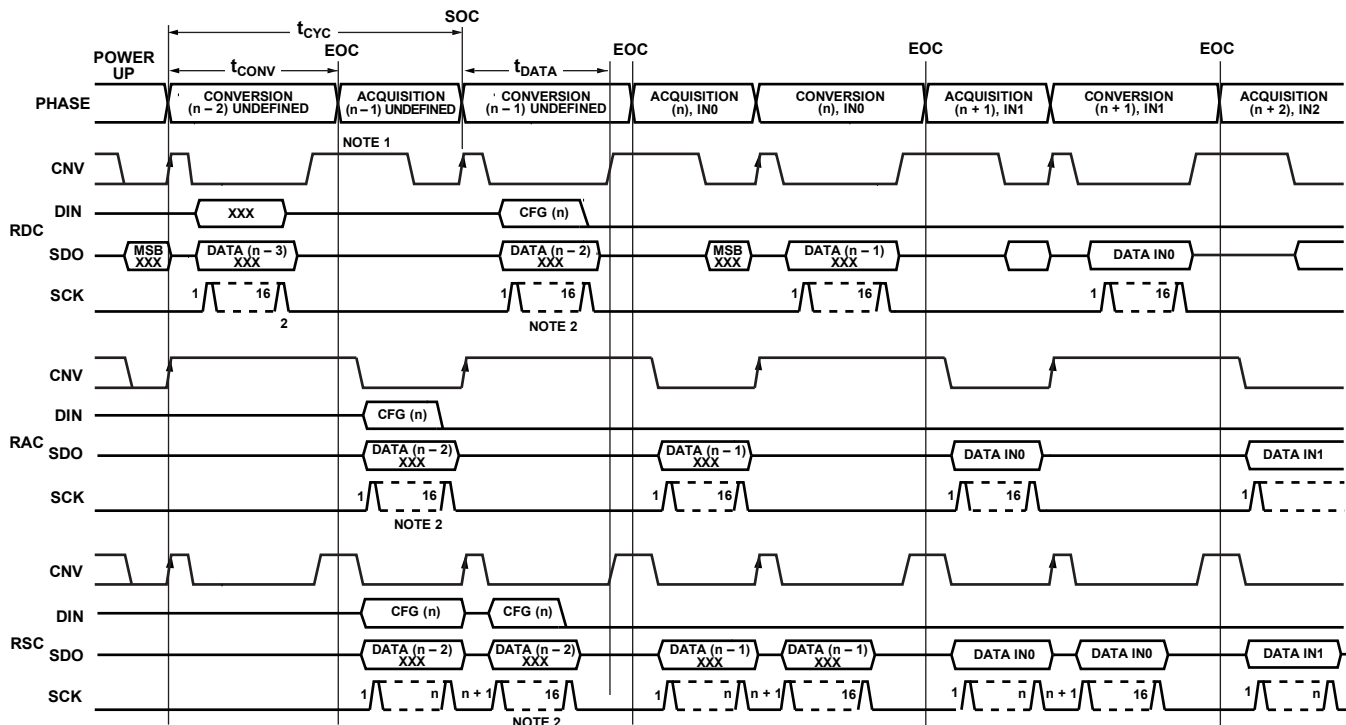 SOC
tCYC
POWER UP
EOC EOC EOC EOC
tCONV tDATA
PHASE
CONVERSION (n – 2) UNDEFINED
ACQUISITION (n – 1) UNDEFINED
CONVERSION (n – 1) UNDEFINED
ACQUISITION (n), IN0
CONVERSION (n), IN0
ACQUISITION (n + 1), IN1
CONVERSION (n + 1), IN1
ACQUISITION (n + 2), IN2
NOTE 1
CNV
RDC
DIN XXX CFG (n)
SDO
MSB XXX
DATA (n – 3) XXX
DATA (n – 2) XXX
MSB XXX
DATA (n – 1) XXX
DATA IN0
SCK 1 16 1 16 1 16 1 16
2
NOTE 2
CNV
RAC
DIN CFG (n)
SDO
DATA (n – 2) XXX
DATA (n – 1) XXX
DATA IN0
DATA IN1
SCK 1 16 1 16 1 16 1
NOTE 2
CNV
RSC
DIN CFG (n) CFG (n)
SDO
DATA (n – 2) XXX
DATA (n – 2) XXX
DATA (n – 1) XXX
DATA (n – 1) XXX
DATA IN0
DATA IN0
DATA IN1
SCK 1 n n + 1 16 1 n n + 1 16 1 n n + 1 16 1 n
NOTE 2